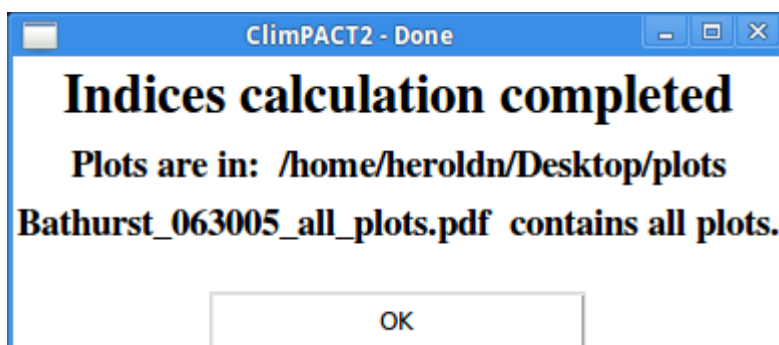 ClimPACT2 - Done
Indices calculation completed
Plots are in: /home/heroldn/Desktop/plots
Bathurst_063005_all_plots.pdf contains all plots.
OK